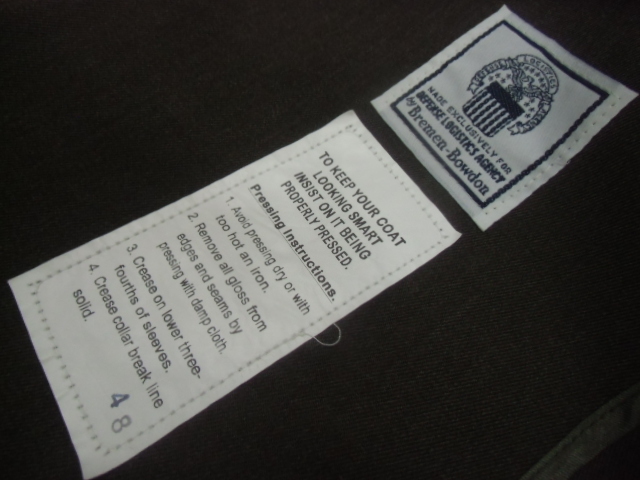 TO KEEP YOUR COAT
LOOKING SMART
INSIST ON IT BEING
PROPERLY PRESSED.
Pressing Instructions.
1. Avoid pressing dry or with
too hot an iron.
2. Remove all gloss from
edges and seams by
pressing with damp cloth.
3. Crease on lower three-
fourths of sleeves.
4. Crease collar break line
solid.
48
LOGISTICS
MADE EXCLUSIVELY FOR
DEFENSE LOGISTICS AGENCY
by Bremen-Bowdon